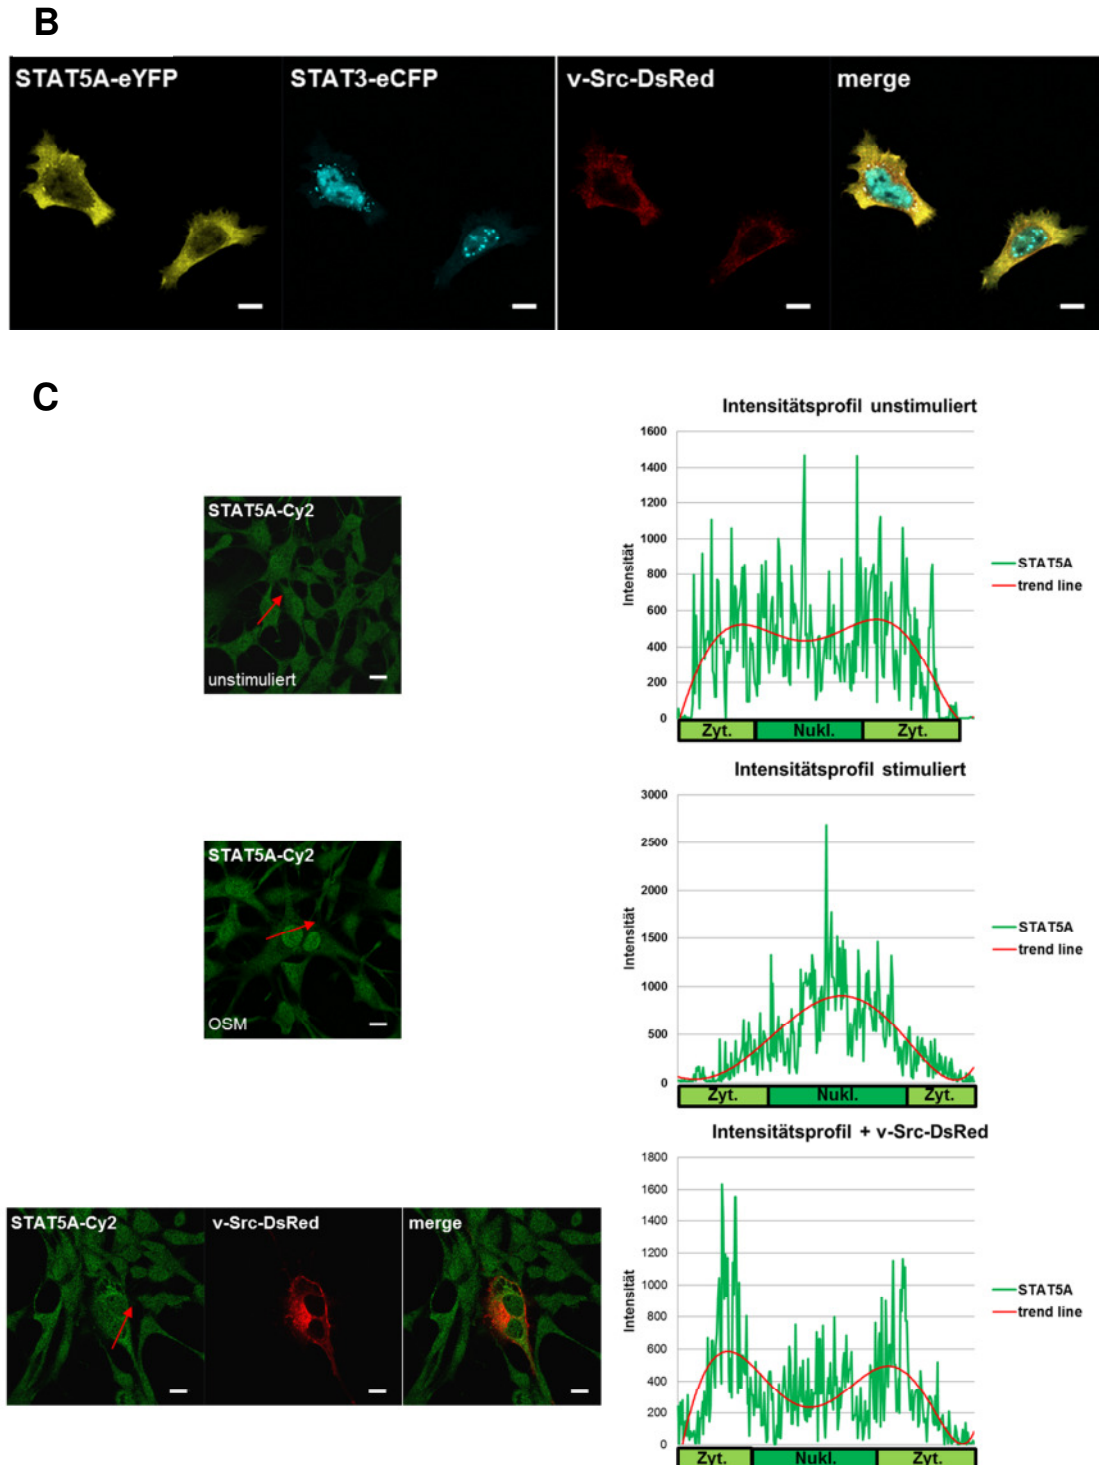 B
STAT5A-eYFP STAT3-eCFP v-Src-DsRed merge
C
Intensitätsprofil unstimuliert
1600
1400
1200
1000
800
600
400
200
0
Intensität
STAT5A
trend line
Zyt. Nukl. Zyt.
STAT5A-Cy2
unstimuliert
Intensitätsprofil stimuliert
3000
2500
2000
1500
1000
500
0
Intensität
STAT5A
trend line
Zyt. Nukl. Zyt.
STAT5A-Cy2
OSM
Intensitätsprofil + v-Src-DsRed
1800
1600
1400
1200
1000
800
600
400
200
0
Intensität
STAT5A
trend line
Zyt. Nukl. Zyt.
STAT5A-Cy2 v-Src-DsRed merge